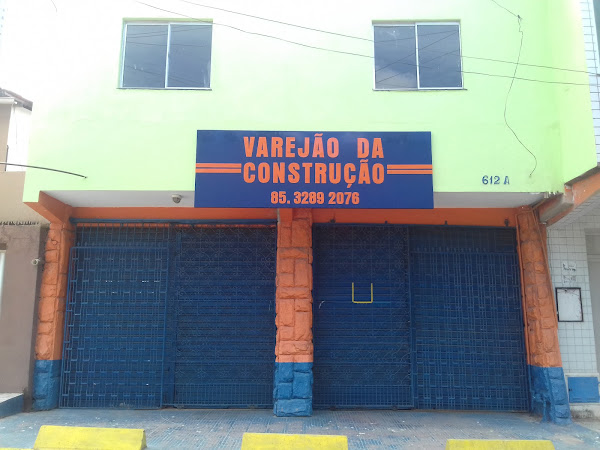 VAREJÃO DA
CONSTRUÇÃO
85. 3289 2076
612 A